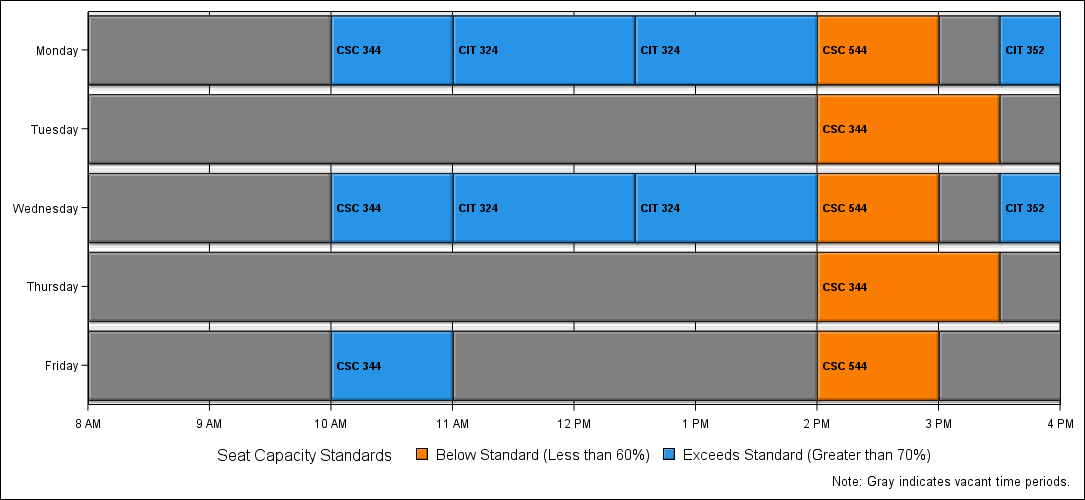 Monday CSC 344 CIT 324 CIT 324 CSC 544 CIT 352
Tuesday CSC 344
Wednesday CSC 344 CIT 324 CIT 324 CSC 544 CIT 352
Thursday CSC 344
Friday CSC 344 CSC 544
8 AM 9 AM 10 AM 11 AM 12 PM 1 PM 2 PM 3 PM 4 PM
Seat Capacity Standards Below Standard (Less than 60%) Exceeds Standard (Greater than 70%)
Note: Gray indicates vacant time periods.